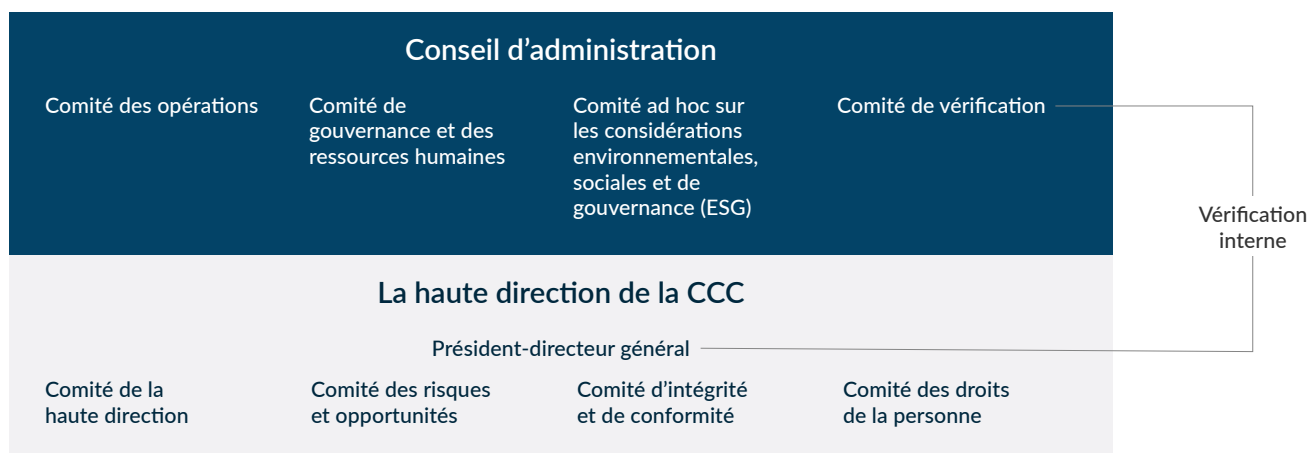 Conseil d’administration
Comité des opérations
Comité de
gouvernance et des
ressources humaines
Comité ad hoc sur
les considérations
environnementales,
sociales et de
gouvernance (ESG)
Comité de vérification
Vérification
interne
La haute direction de la CCC
Président-directeur général
Comité de la
haute direction
Comité des risques
et opportunités
Comité d’intégrité
et de conformité
Comité des droits
de la personne